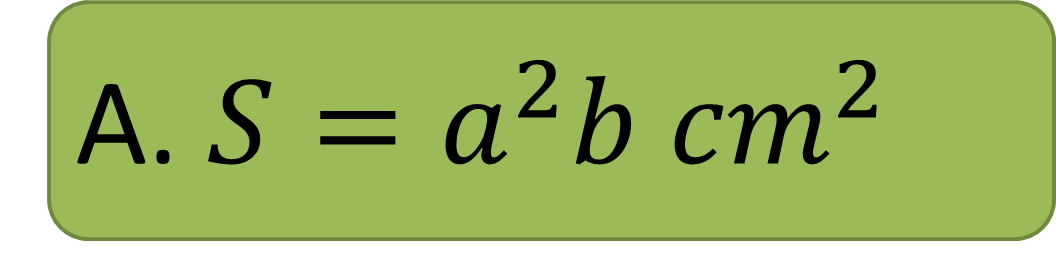 A. S = a²b cm²